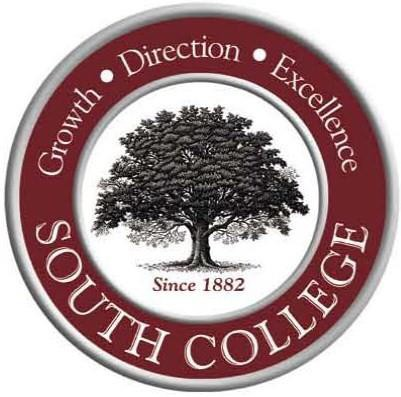 Growth • Direction • Excellence
Since 1882
SOUTH COLLEGE